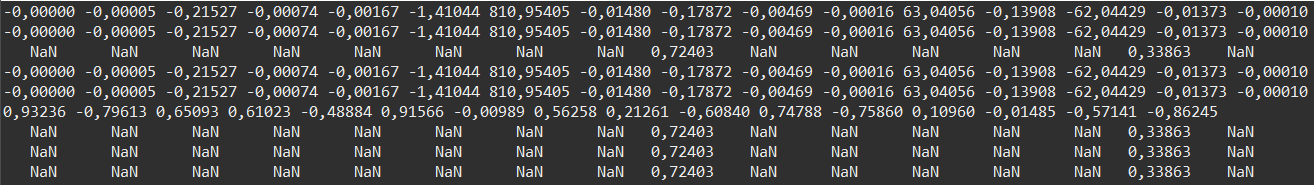 -0,00000 -0,00005 -0,21527 -0,00074 -0,00167 -1,41044 810,95405 -0,01480 -0,17872 -0,00469 -0,00016 63,04056 -0,13908 -62,04429 -0,01373 -0,00010
-0,00000 -0,00005 -0,21527 -0,00074 -0,00167 -1,41044 810,95405 -0,01480 -0,17872 -0,00469 -0,00016 63,04056 -0,13908 -62,04429 -0,01373 -0,00010
NaN NaN NaN NaN NaN NaN NaN NaN 0,72403 NaN NaN NaN NaN NaN 0,33863 NaN
-0,00000 -0,00005 -0,21527 -0,00074 -0,00167 -1,41044 810,95405 -0,01480 -0,17872 -0,00469 -0,00016 63,04056 -0,13908 -62,04429 -0,01373 -0,00010
-0,00000 -0,00005 -0,21527 -0,00074 -0,00167 -1,41044 810,95405 -0,01480 -0,17872 -0,00469 -0,00016 63,04056 -0,13908 -62,04429 -0,01373 -0,00010
0,93236 -0,79613 0,65093 0,61023 -0,48884 0,91566 -0,00989 0,56258 0,21261 -0,60840 0,74788 -0,75860 0,10960 -0,01485 -0,57141 -0,86245
NaN NaN NaN NaN NaN NaN NaN NaN 0,72403 NaN NaN NaN NaN NaN 0,33863 NaN
NaN NaN NaN NaN NaN NaN NaN NaN 0,72403 NaN NaN NaN NaN NaN 0,33863 NaN
NaN NaN NaN NaN NaN NaN NaN NaN 0,72403 NaN NaN NaN NaN NaN 0,33863 NaN